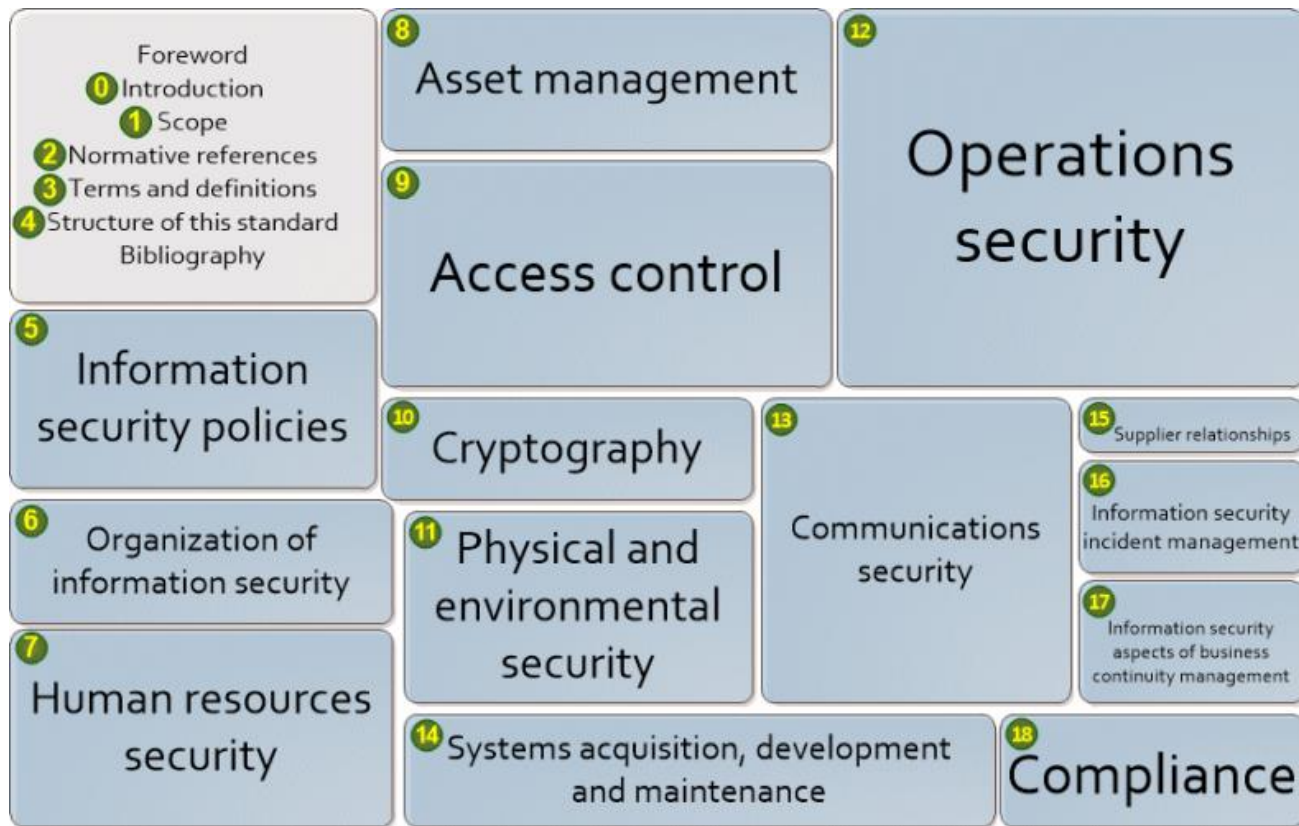 Foreword
0 Introduction
1 Scope
2 Normative references
3 Terms and definitions
4 Structure of this standard
Bibliography
5
Information
security policies
6
Organization of
information security
7
Human resources
security
8
Asset management
9
Access control
10
Cryptography
11
Physical and
environmental
security
12
Operations
security
13
Communications
security
14
Systems acquisition, development
and maintenance
15
Supplier relationships
16
Information security
incident management
17
Information security
aspects of business
continuity management
18
Compliance